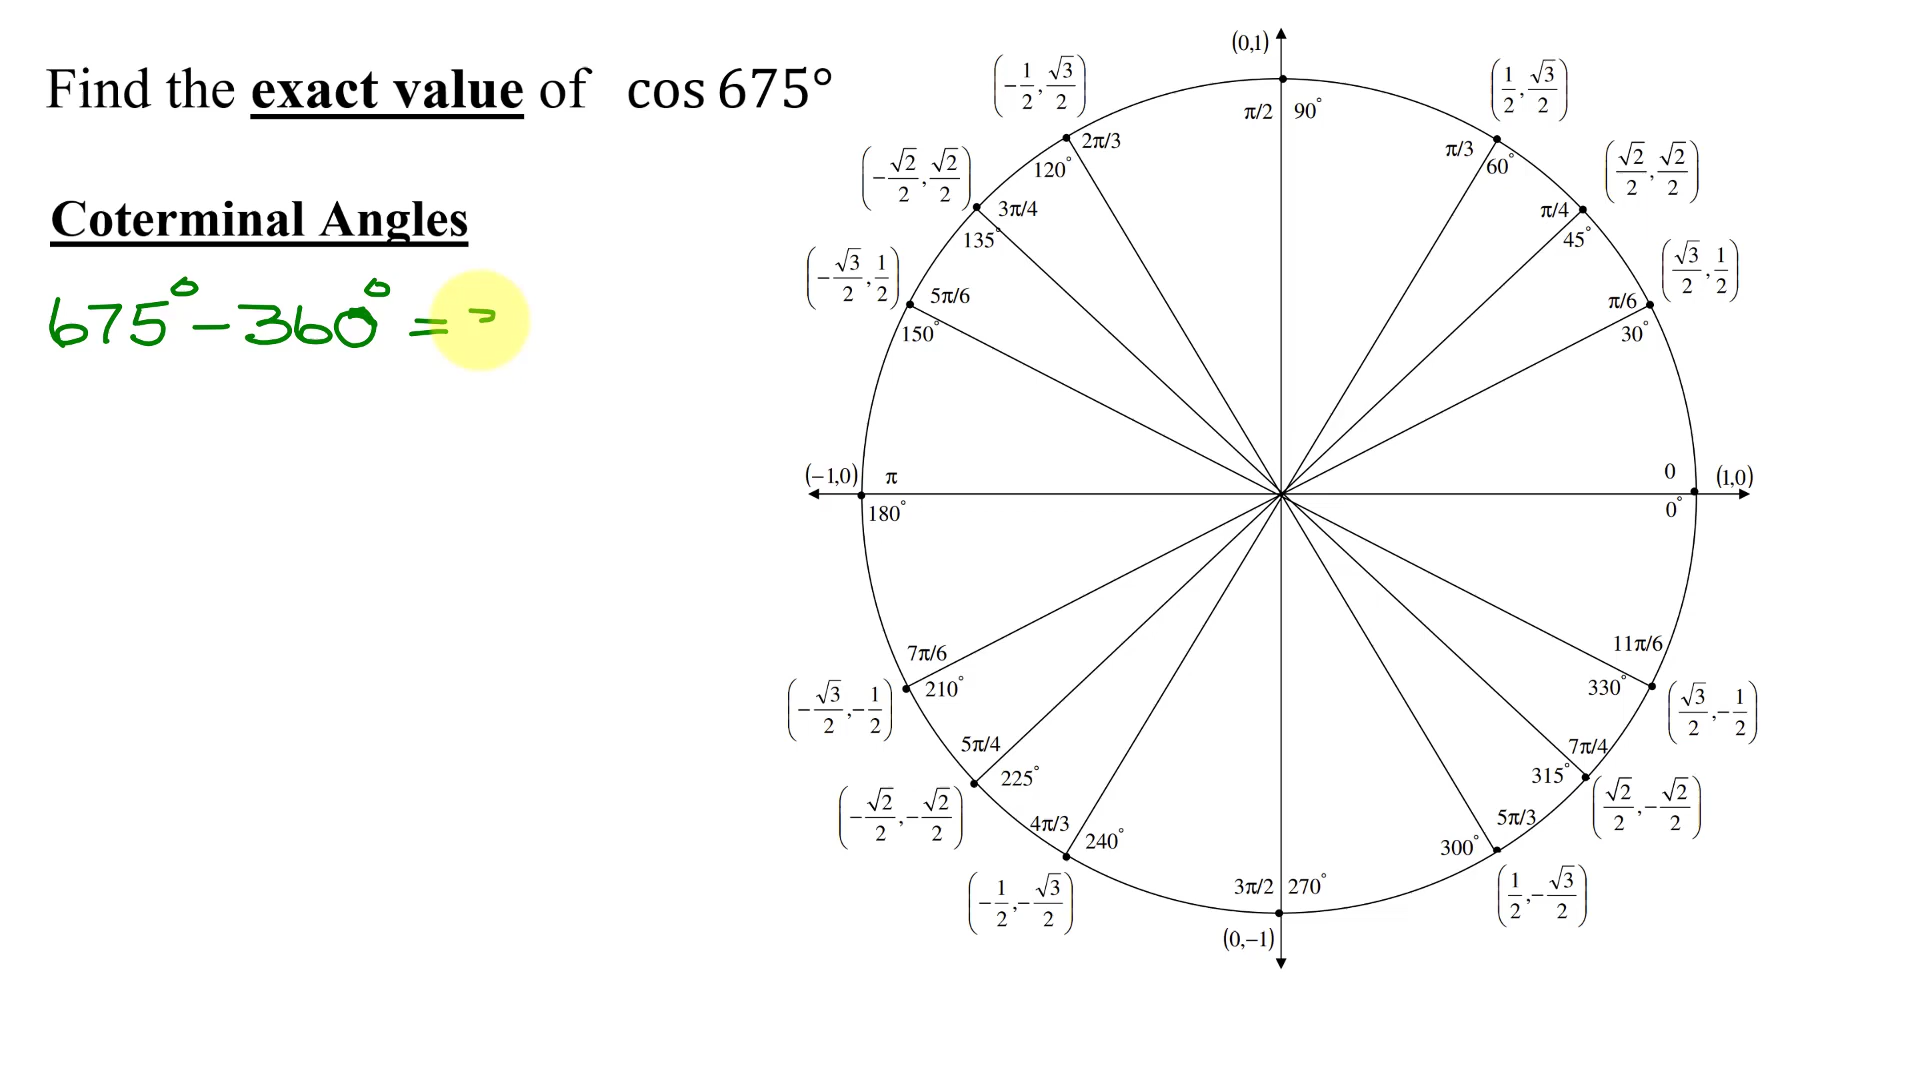 Find the exact value of cos 675°
Coterminal Angles
675° - 360° =
(0,1)
π/2 90°
(-1/2, √3/2)
2π/3
120°
(-√2/2, √2/2)
3π/4
135°
(-√3/2, 1/2)
5π/6
150°
(1/2, √3/2)
π/3
60°
(√2/2, √2/2)
π/4
45°
(√3/2, 1/2)
π/6
30°
(-1,0) π
180°
0 (1,0)
0°
7π/6
210°
(-√3/2, -1/2)
5π/4
225°
(-√2/2, -√2/2)
4π/3
240°
(-1/2, -√3/2)
3π/2 270°
(0,-1)
11π/6
330°
(√3/2, -1/2)
7π/4
315°
(√2/2, -√2/2)
5π/3
300°
(1/2, -√3/2)